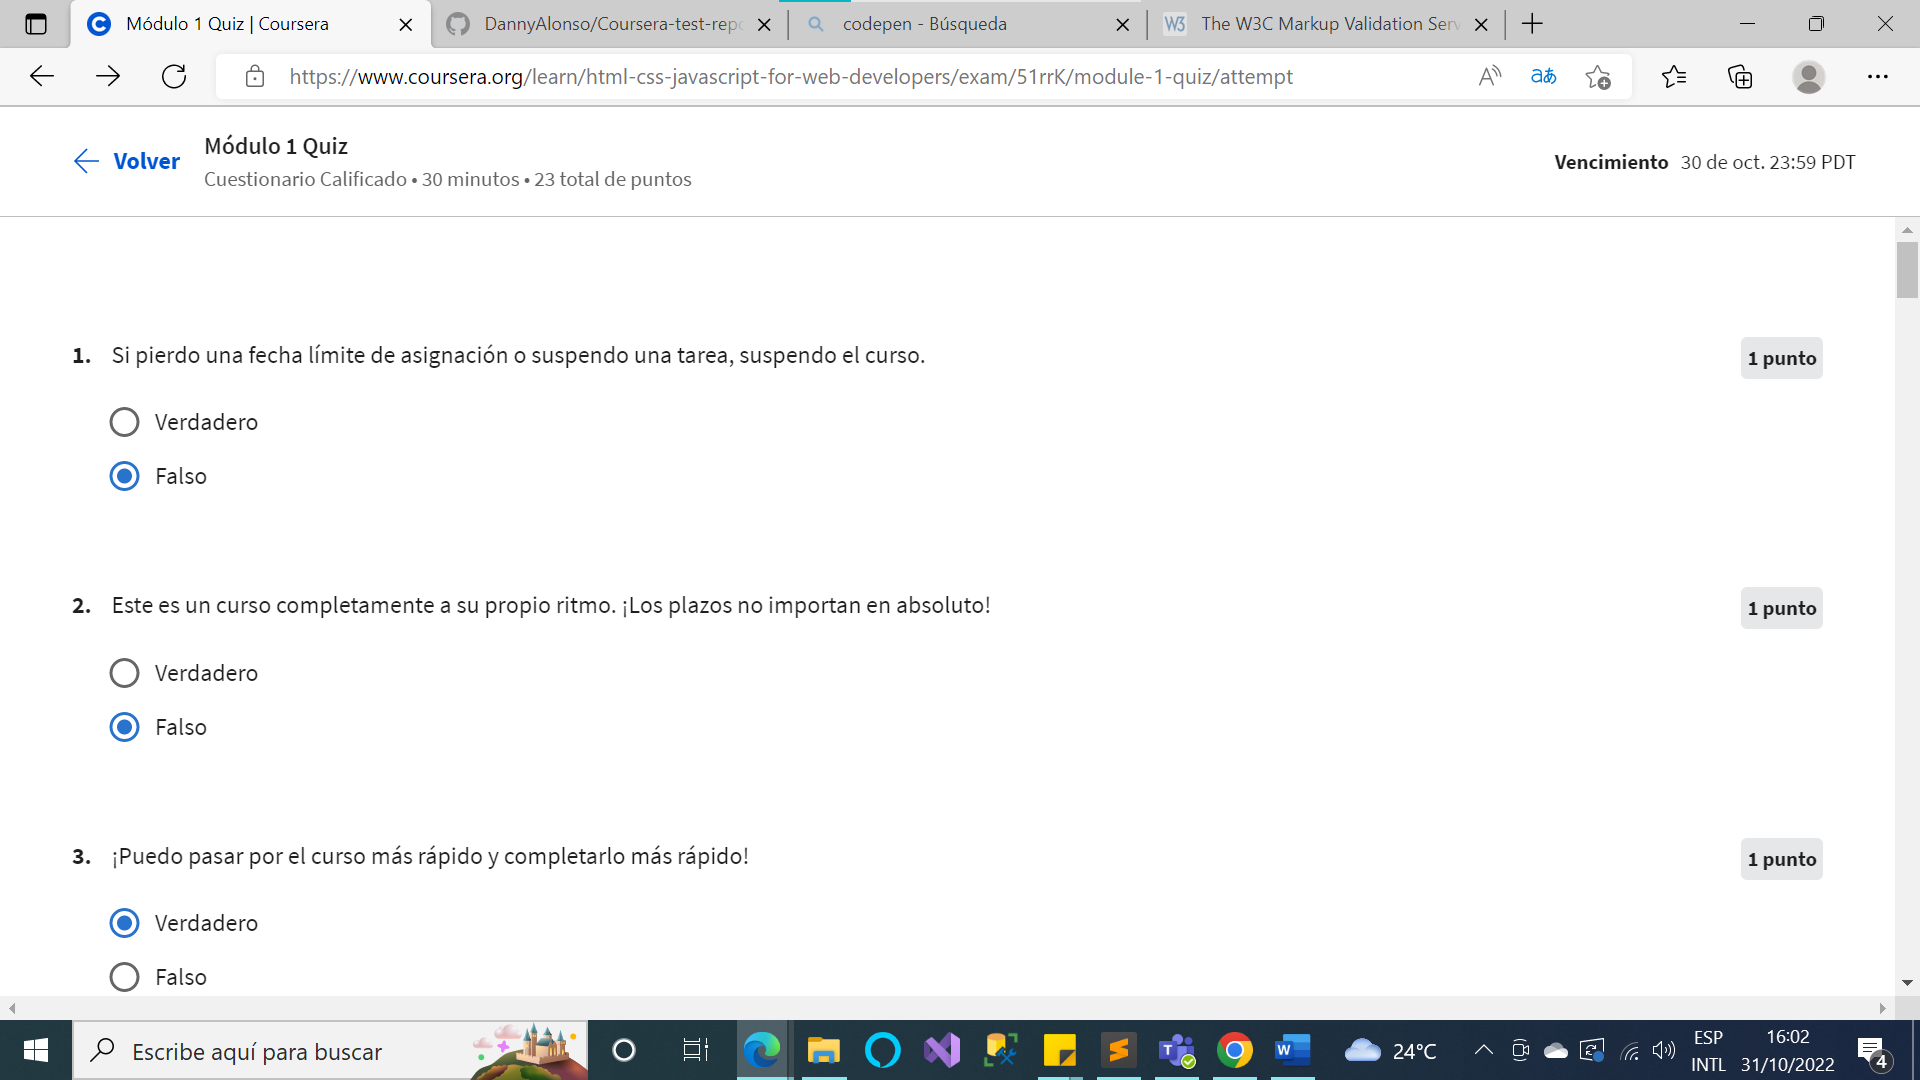 Módulo 1 Quiz | Coursera
DannyAlonso/Coursera-test-repo
codepen - Búsqueda
The W3C Markup Validation Serv
https://www.coursera.org/learn/html-css-javascript-for-web-developers/exam/51rrK/module-1-quiz/attempt
Volver
Módulo 1 Quiz
Cuestionario Calificado • 30 minutos • 23 total de puntos
Vencimiento 30 de oct. 23:59 PDT
1. Si pierdo una fecha límite de asignación o suspendo una tarea, suspendo el curso.
1 punto
Verdadero
Falso
2. Este es un curso completamente a su propio ritmo. ¡Los plazos no importan en absoluto!
1 punto
Verdadero
Falso
3. ¡Puedo pasar por el curso más rápido y completarlo más rápido!
1 punto
Verdadero
Falso
Escribe aquí para buscar
24°C
ESP
INTL
16:02
31/10/2022
4